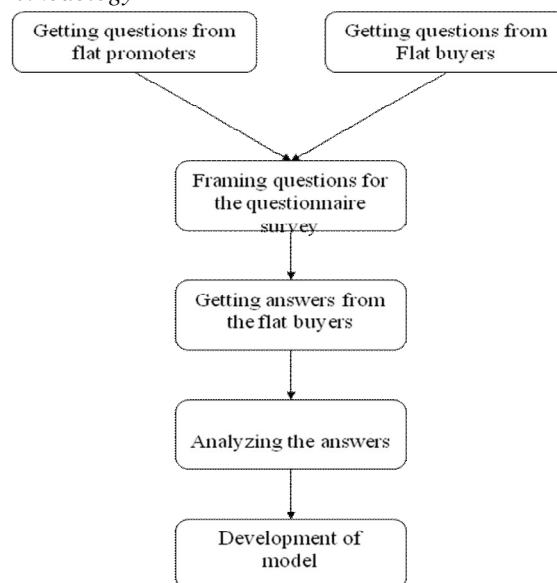 Getting questions from
flat promoters
Getting questions from
Flat buyers
Framing questions for
the questionnaire
survey
Getting answers from
the flat buyers
Analyzing the answers
Development of
model